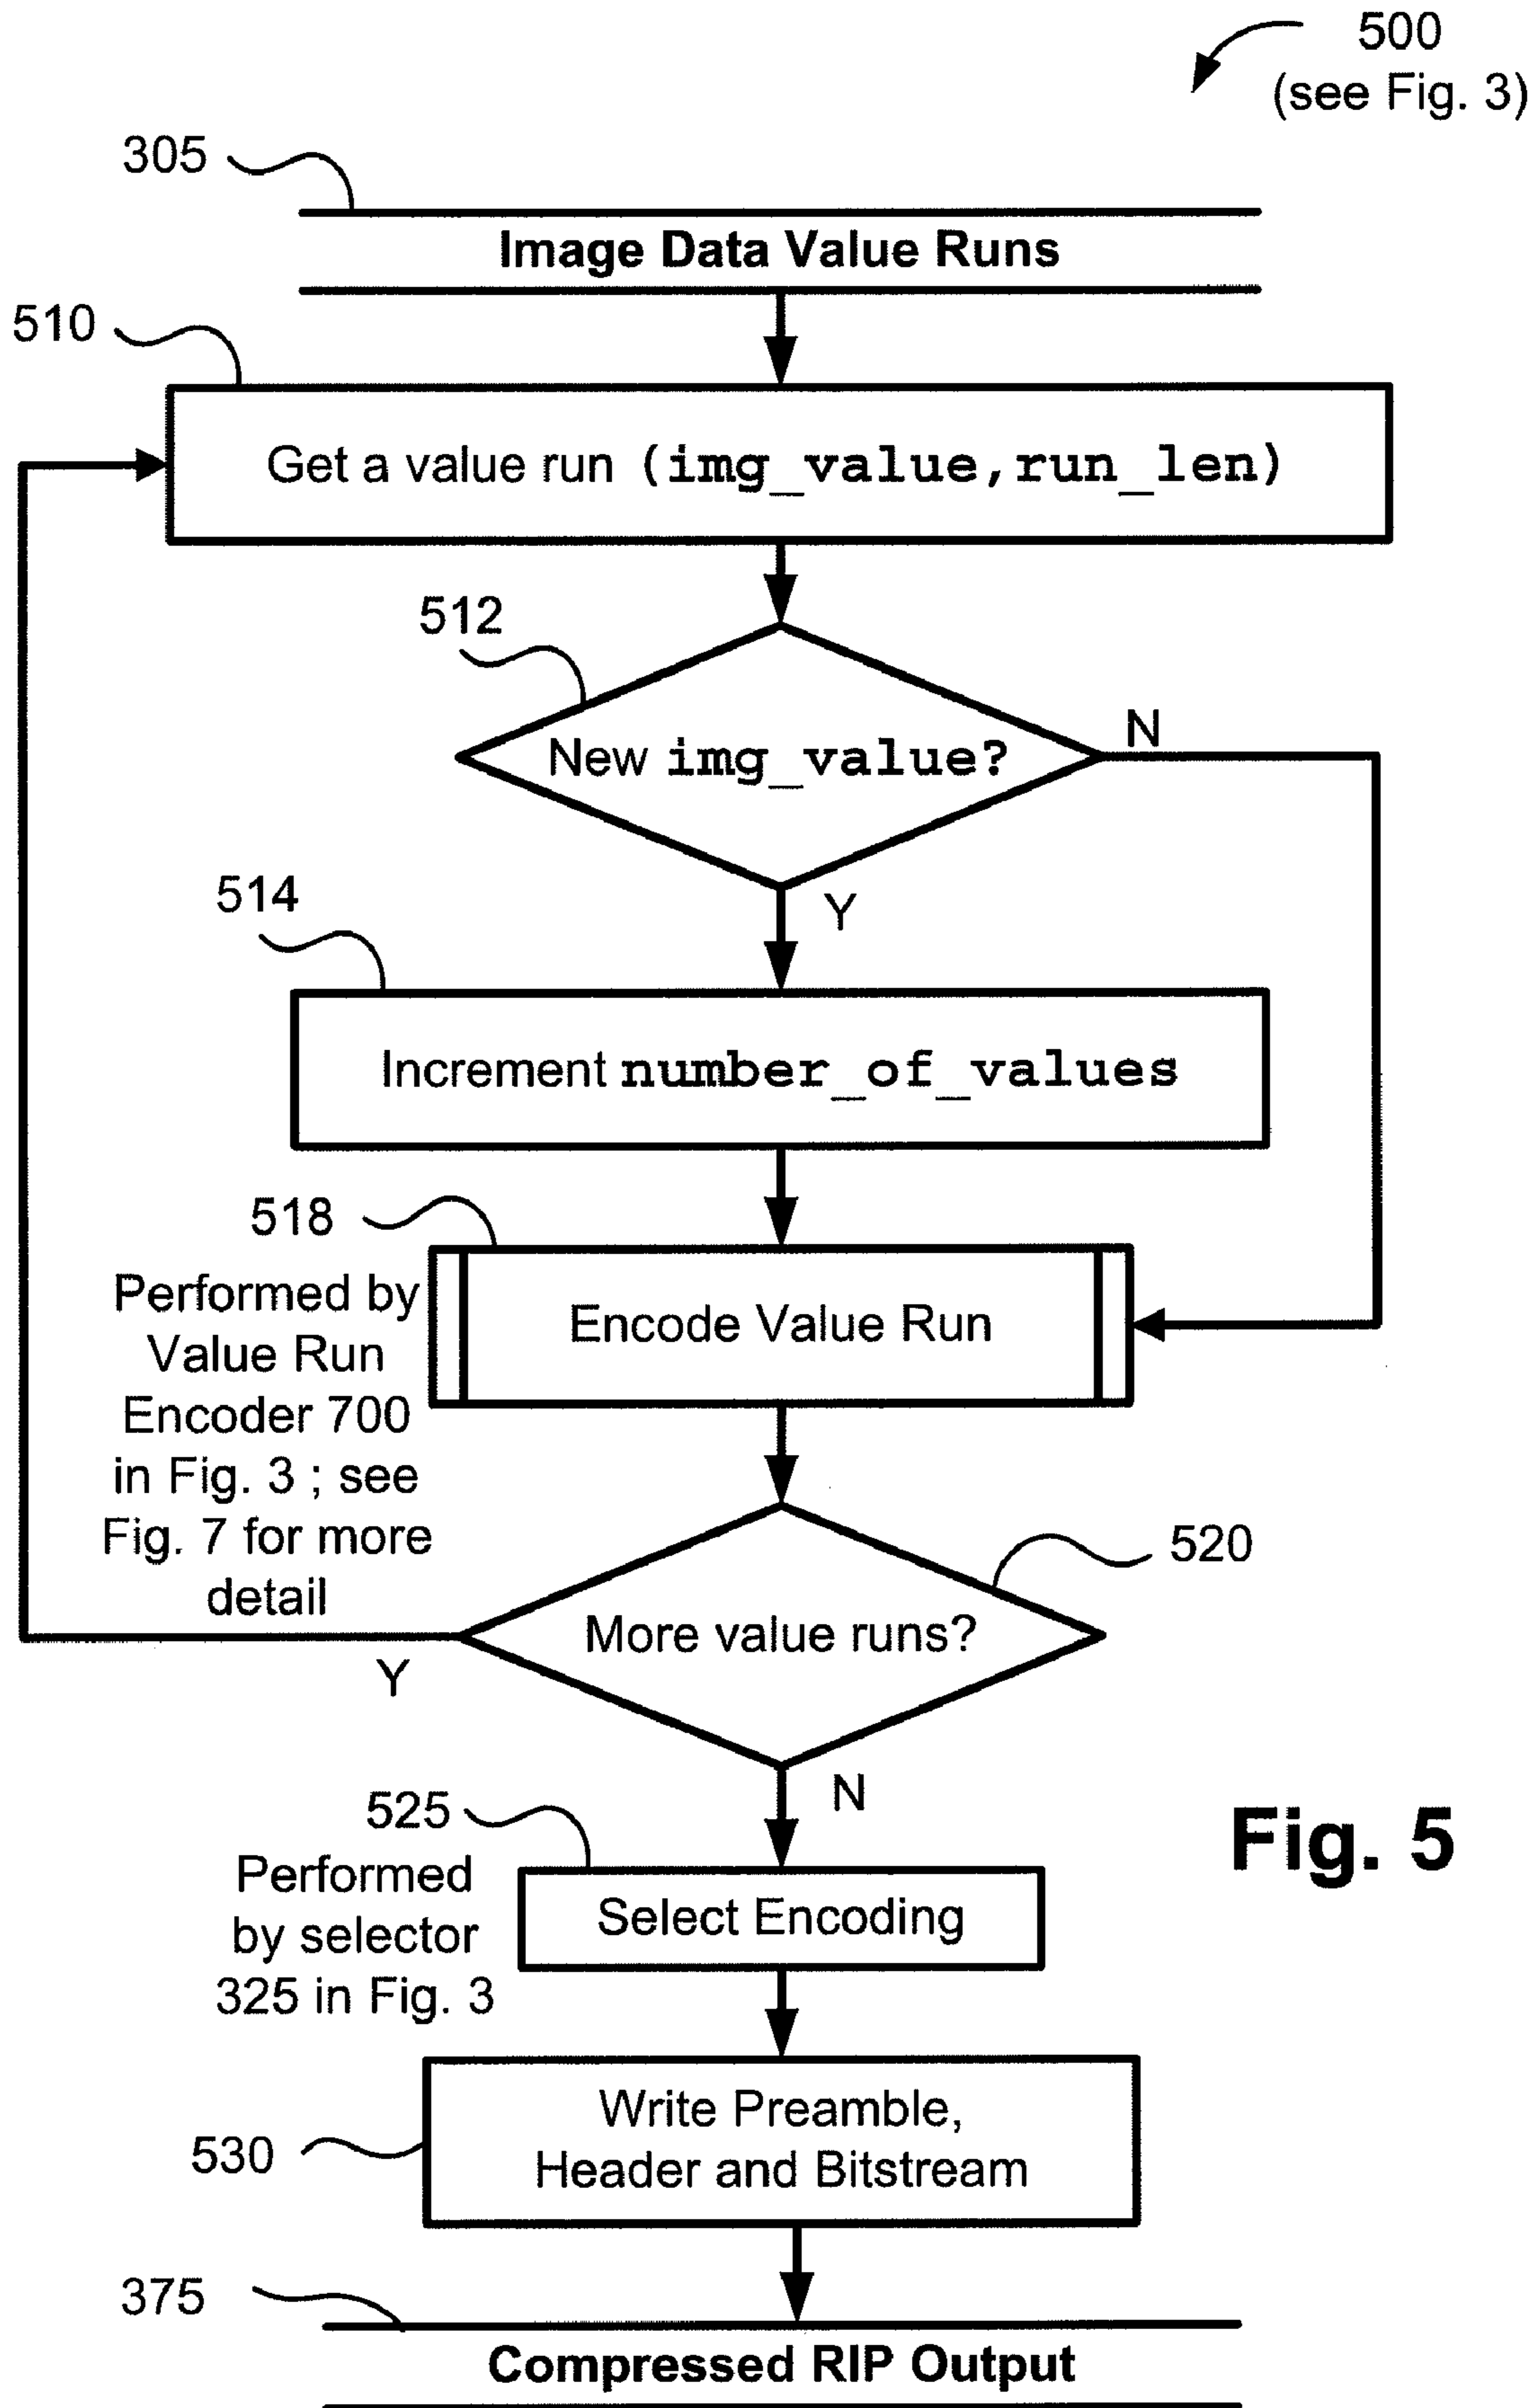 500
(see Fig. 3)
305
Image Data Value Runs
510
Get a value run (img_value,run_len)
512
New img_value?
N
Y
514
Increment number_of_values
518
Performed by
Value Run
Encoder 700
in Fig. 3 ; see
Fig. 7 for more
detail
Encode Value Run
520
More value runs?
Y
N
525
Performed
by selector
325 in Fig. 3
Select Encoding
Fig. 5
530
Write Preamble,
Header and Bitstream
375
Compressed RIP Output